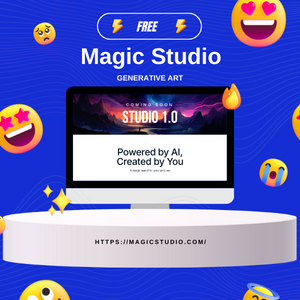 FREE
Magic Studio
GENERATIVE ART
COMING SOON
STUDIO 1.0
Powered by AI,
Created by You
HTTPS://MAGICSTUDIO.COM/